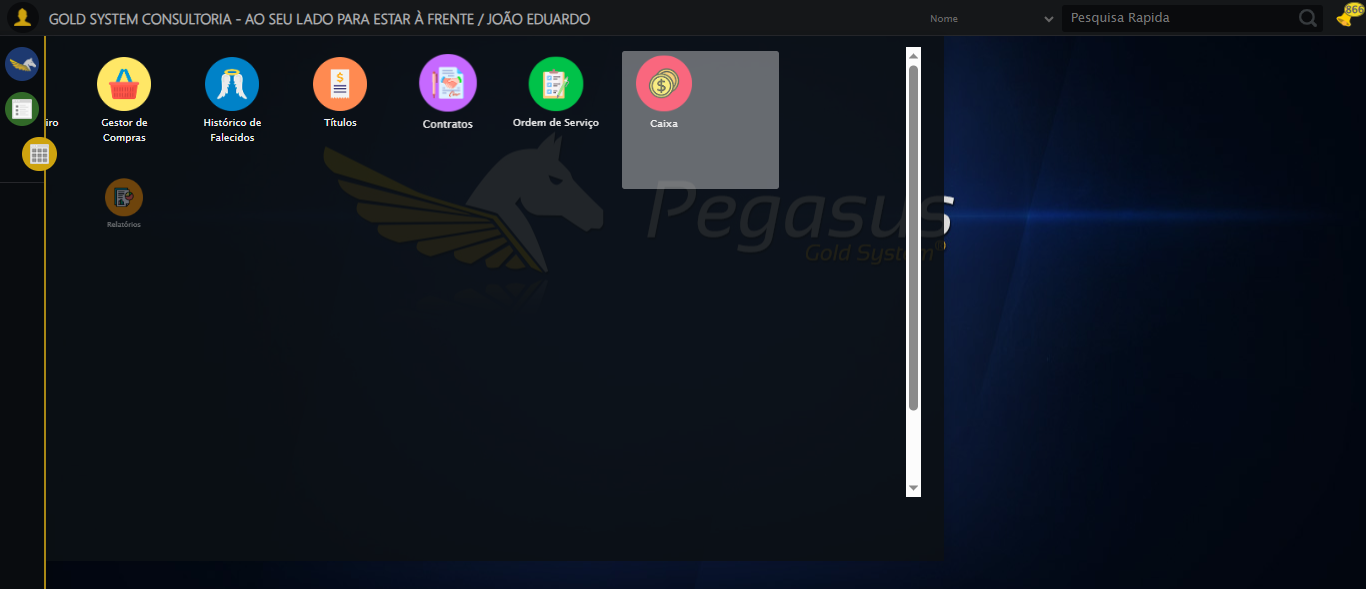 GOLD SYSTEM CONSULTORIA - AO SEU LADO PARA ESTAR À FRENTE / JOÃO EDUARDO
Nome
Pesquisa Rapida
866
iro
Gestor de
Compras
Histórico de
Falecidos
Títulos
Contratos
Ordem de Serviço
Caixa
Relatórios
Pegasus
Gold System®